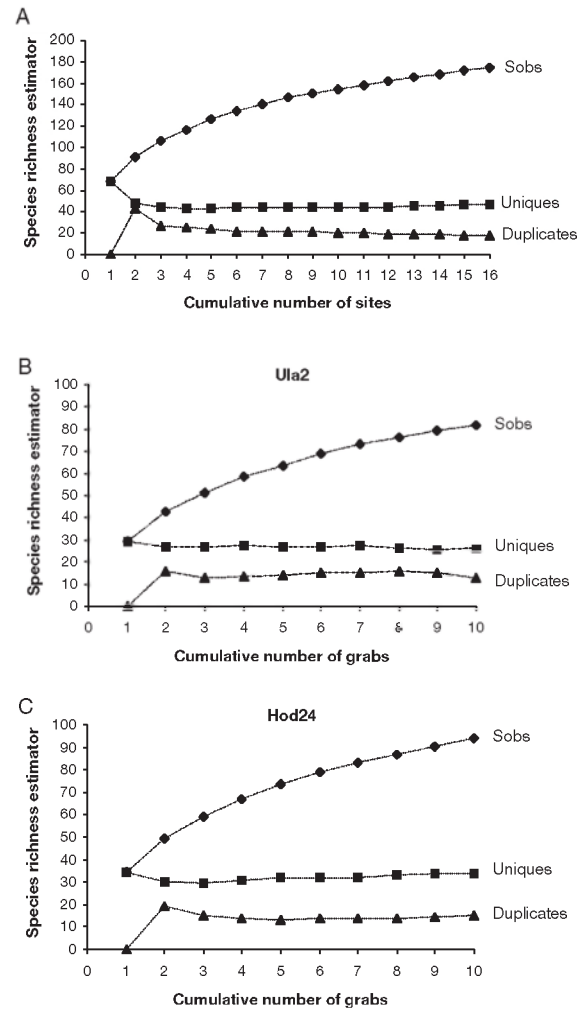 A
Species richness estimator
200
180
160
140
120
100
80
60
40
20
0
Sobs
Uniques
Duplicates
0 1 2 3 4 5 6 7 8 9 10 11 12 13 14 15 16
Cumulative number of sites
B
Ula2
Species richness estimator
100
90
80
70
60
50
40
30
20
10
0
Sobs
Uniques
Duplicates
0 1 2 3 4 5 6 7 8 9 10
Cumulative number of grabs
C
Hod24
Species richness estimator
100
90
80
70
60
50
40
30
20
10
0
Sobs
Uniques
Duplicates
0 1 2 3 4 5 6 7 8 9 10
Cumulative number of grabs